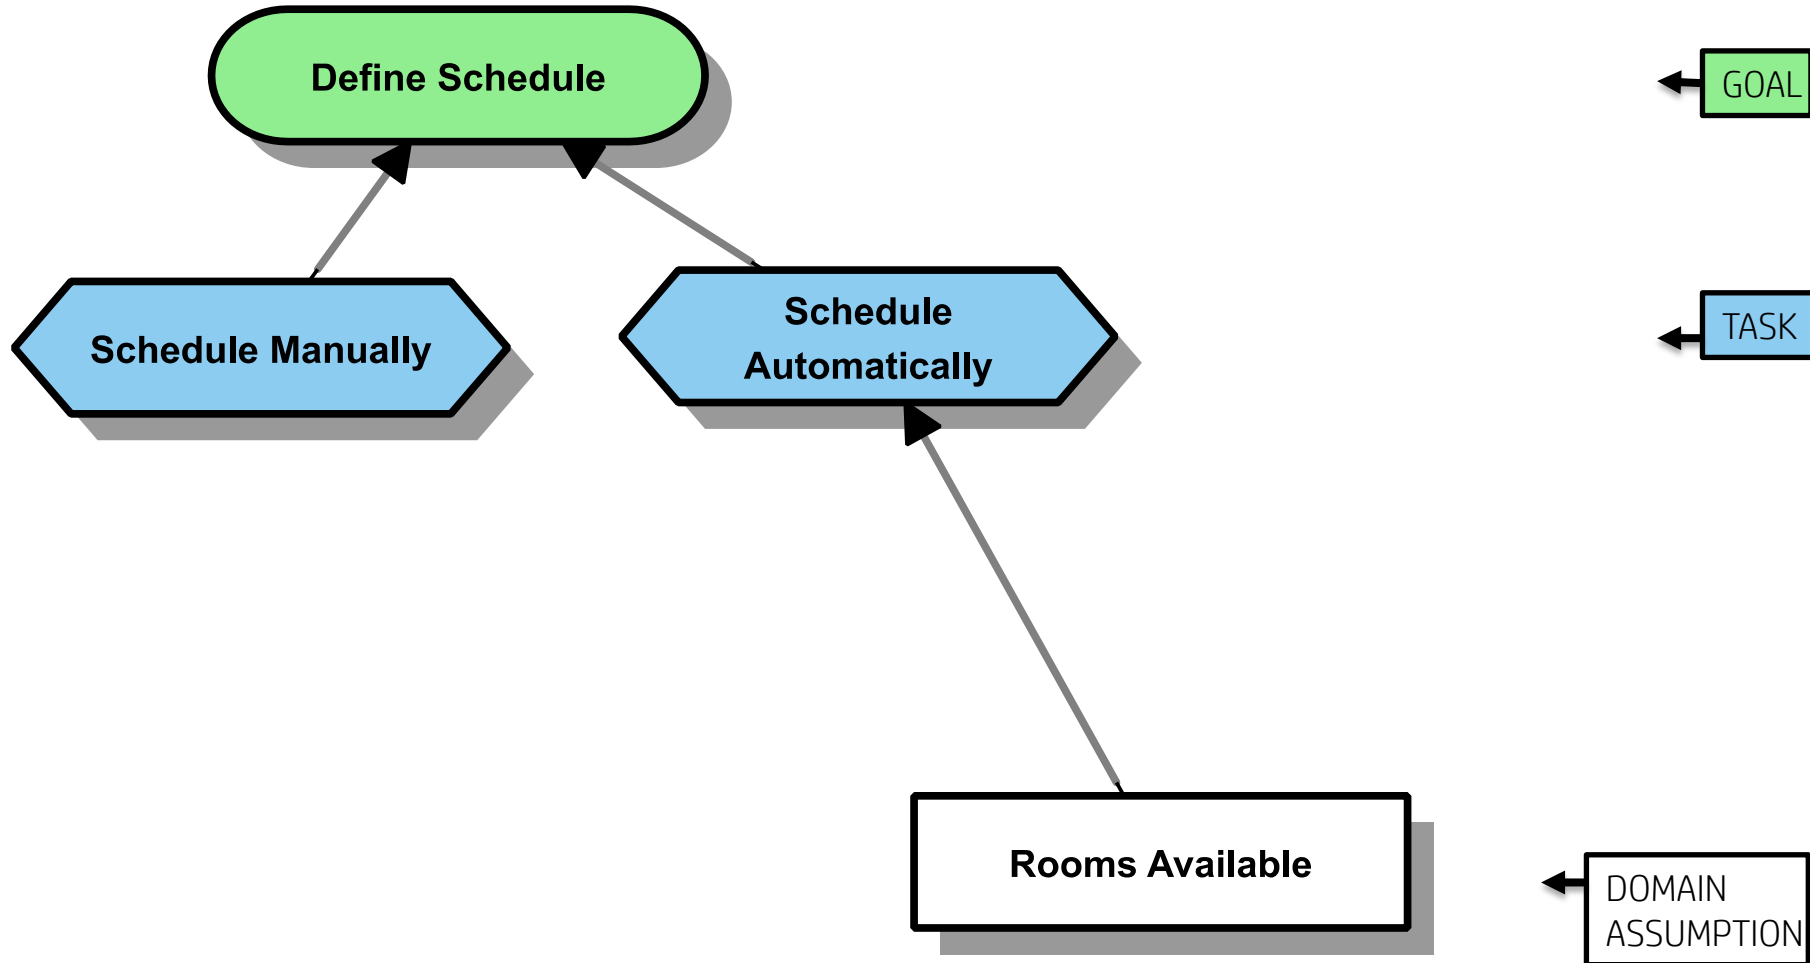 Define Schedule
GOAL
Schedule Manually
Schedule
Automatically
TASK
Rooms Available
DOMAIN
ASSUMPTION